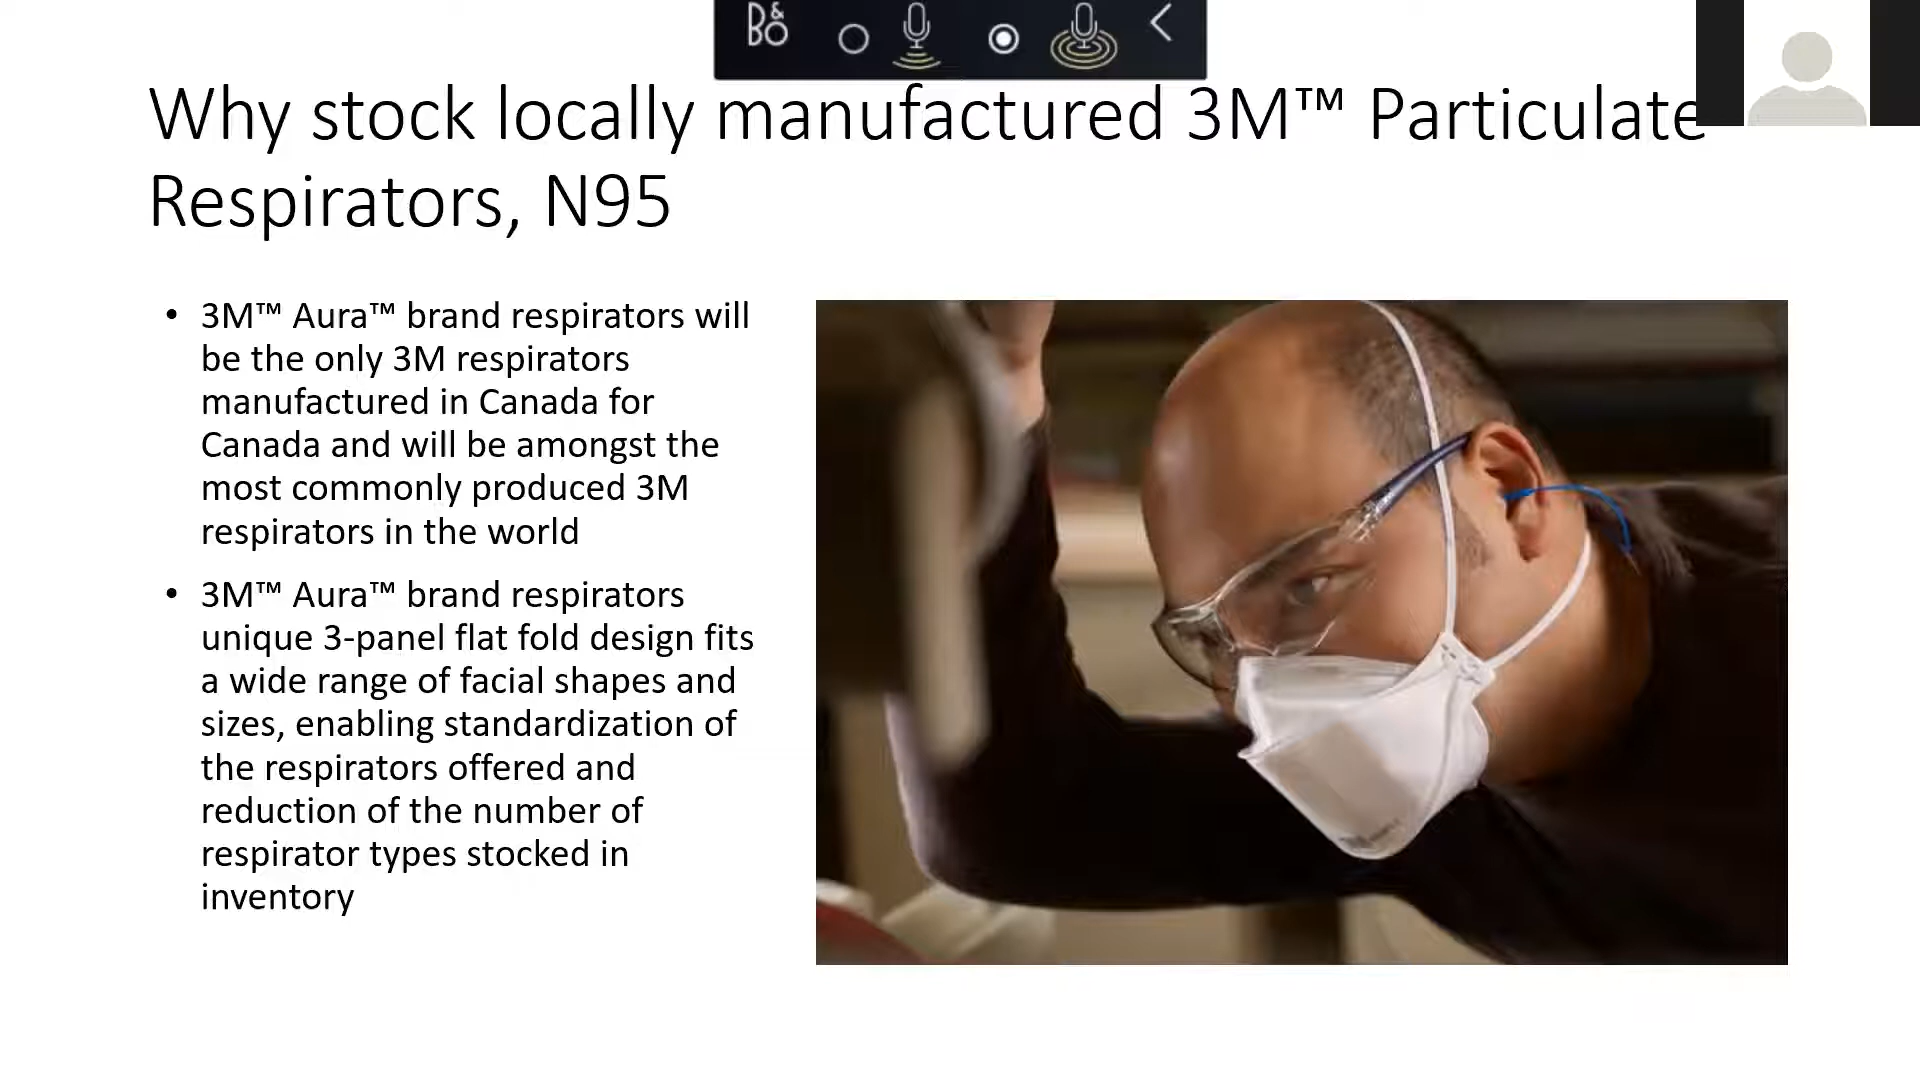 B&O
Why stock locally manufactured 3M™ Particulate
Respirators, N95
• 3M™ Aura™ brand respirators will
be the only 3M respirators
manufactured in Canada for
Canada and will be amongst the
most commonly produced 3M
respirators in the world
• 3M™ Aura™ brand respirators
unique 3-panel flat fold design fits
a wide range of facial shapes and
sizes, enabling standardization of
the respirators offered and
reduction of the number of
respirator types stocked in
inventory